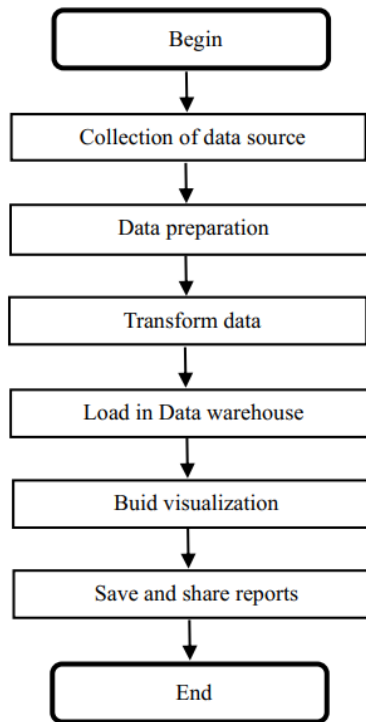 Begin
Collection of data source
Data preparation
Transform data
Load in Data warehouse
Buid visualization
Save and share reports
End